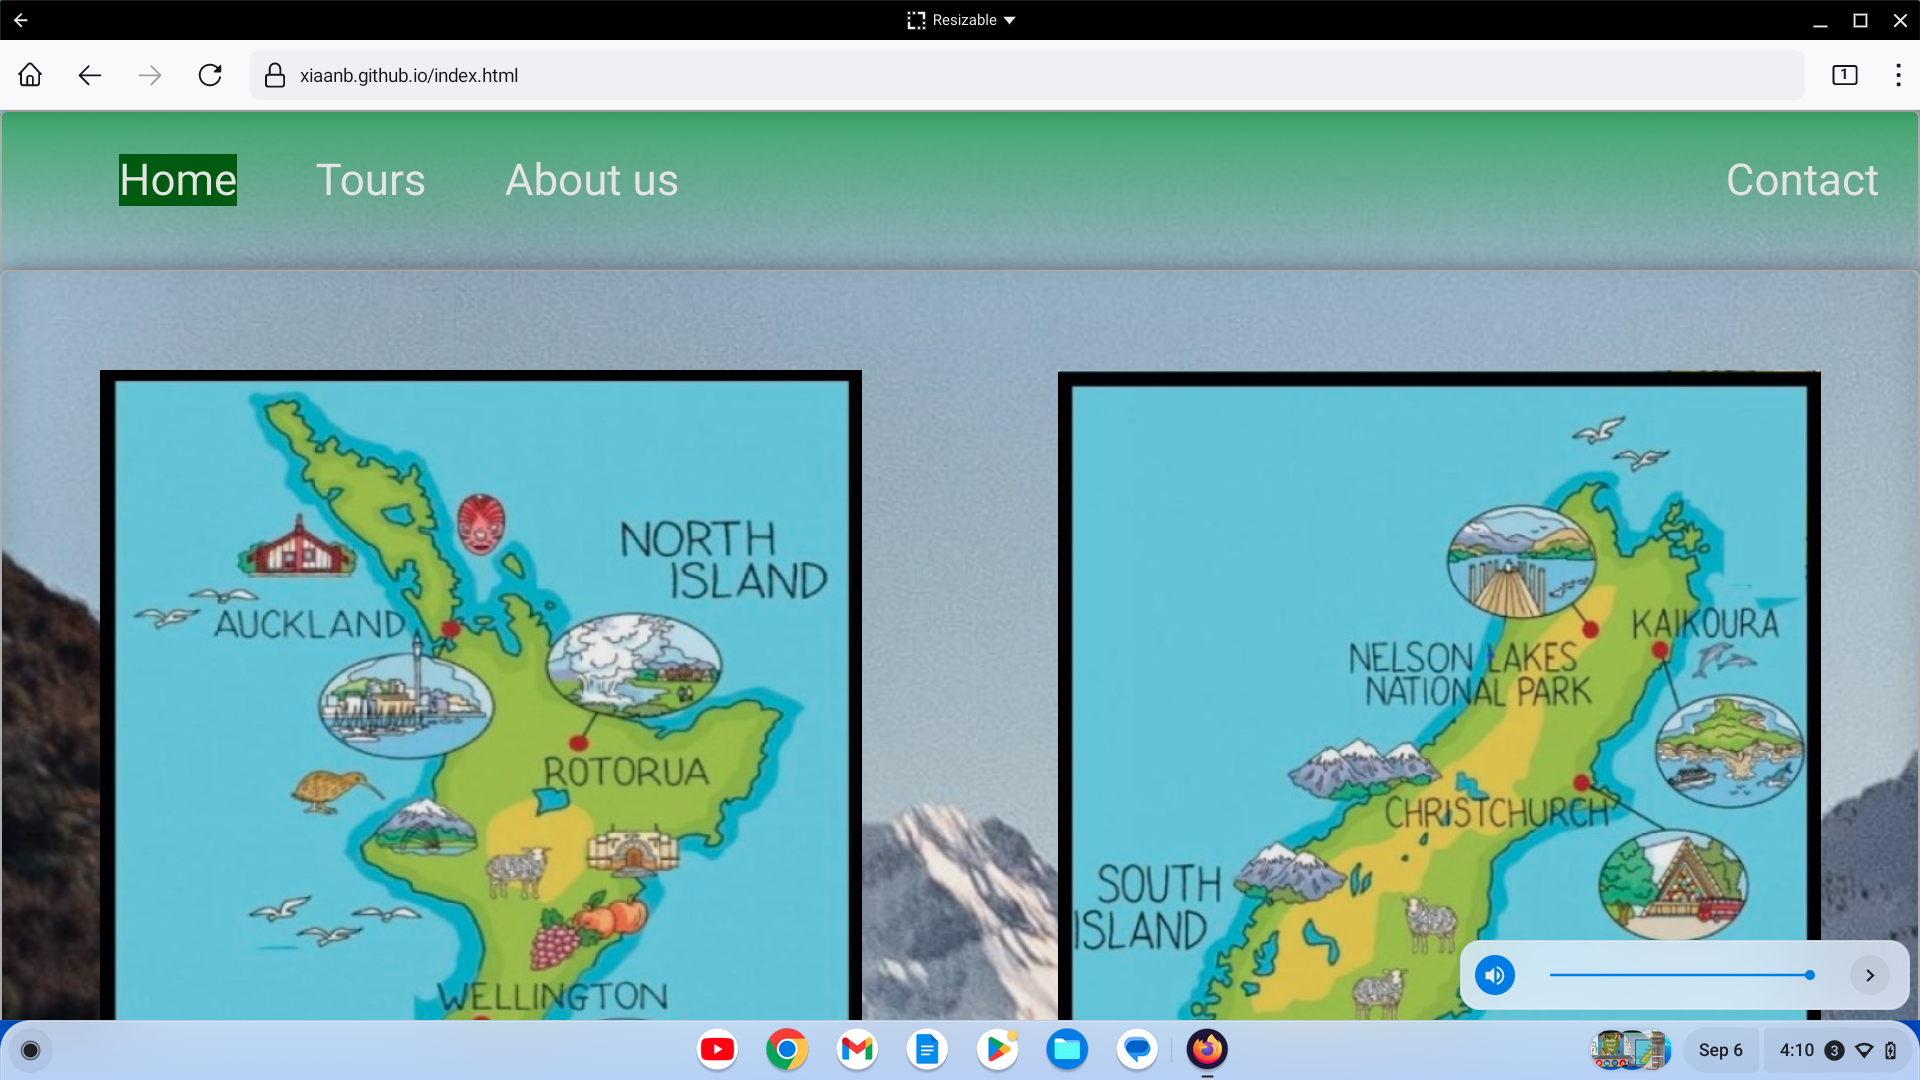 Resizable
xiaanb.github.io/index.html
1
Home Tours About us Contact
NORTH
ISLAND
AUCKLAND
ROTORUA
WELLINGTON
KAIKOURA
NELSON LAKES
NATIONAL PARK
CHRISTCHURCH
SOUTH
ISLAND
Sep 6 4:10 3